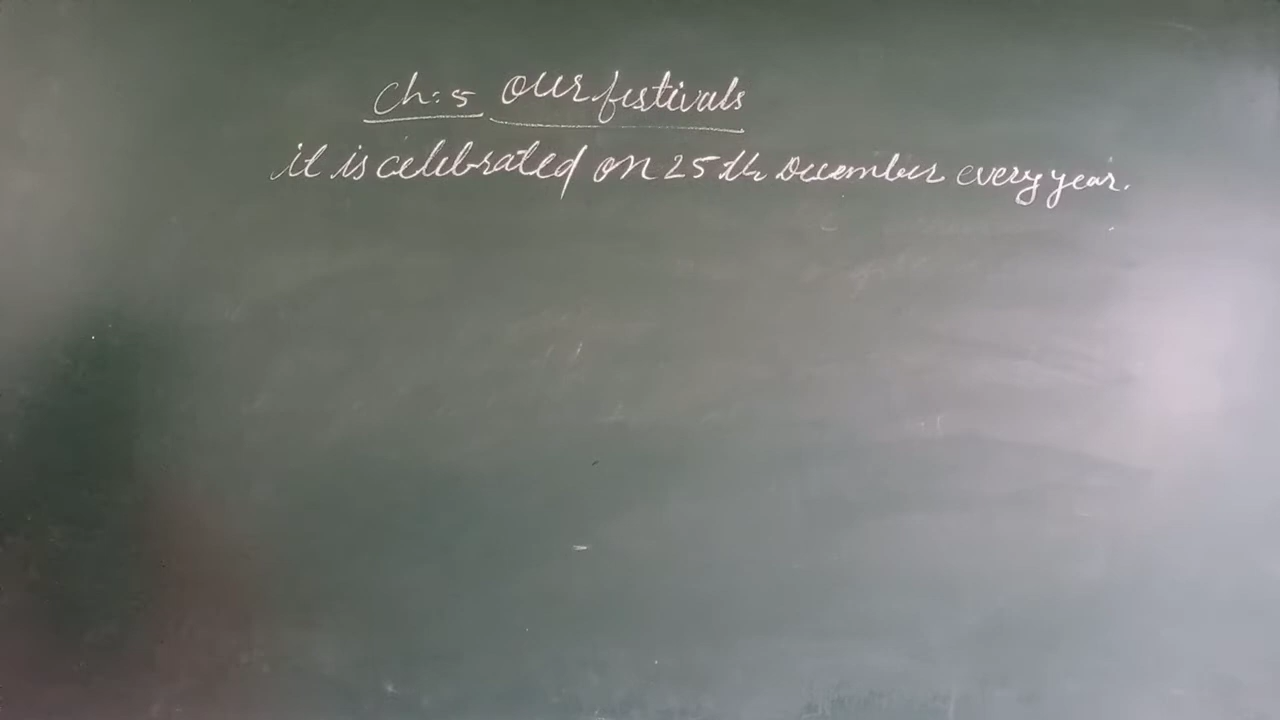 Ch: 5 Our festivals
it is celebrated on 25th December every year.